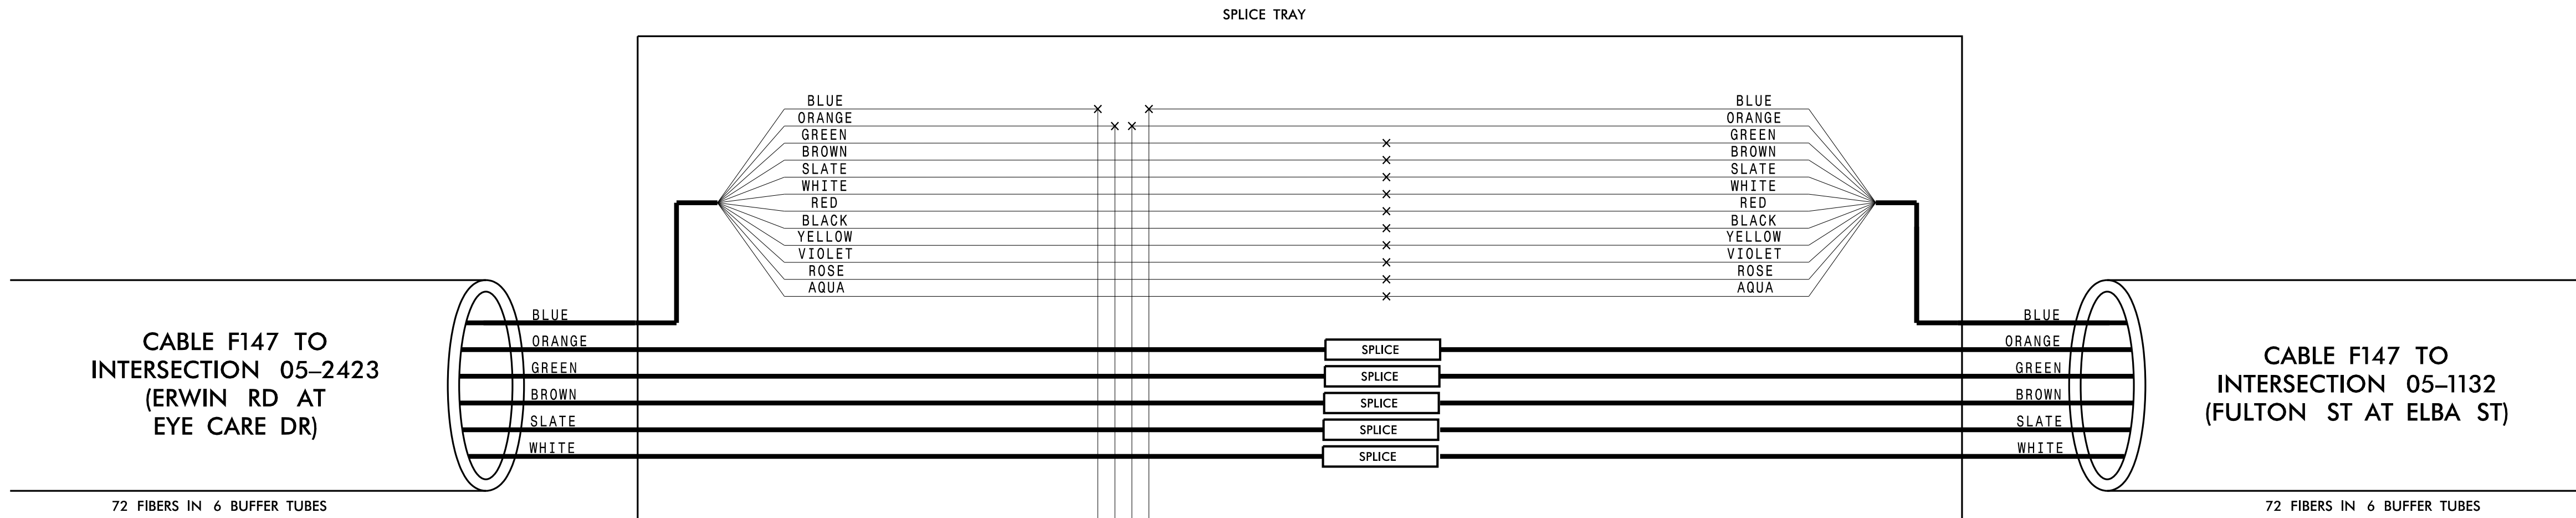 SPLICE TRAY
BLUE
ORANGE
GREEN
BROWN
SLATE
WHITE
RED
BLACK
YELLOW
VIOLET
ROSE
AQUA
BLUE
ORANGE
GREEN
BROWN
SLATE
WHITE
RED
BLACK
YELLOW
VIOLET
ROSE
AQUA
CABLE F147 TO
INTERSECTION 05–2423
(ERWIN RD AT
EYE CARE DR)
72 FIBERS IN 6 BUFFER TUBES
BLUE
ORANGE
GREEN
BROWN
SLATE
WHITE
SPLICE
SPLICE
SPLICE
SPLICE
SPLICE
BLUE
ORANGE
GREEN
BROWN
SLATE
WHITE
CABLE F147 TO
INTERSECTION 05–1132
(FULTON ST AT ELBA ST)
72 FIBERS IN 6 BUFFER TUBES